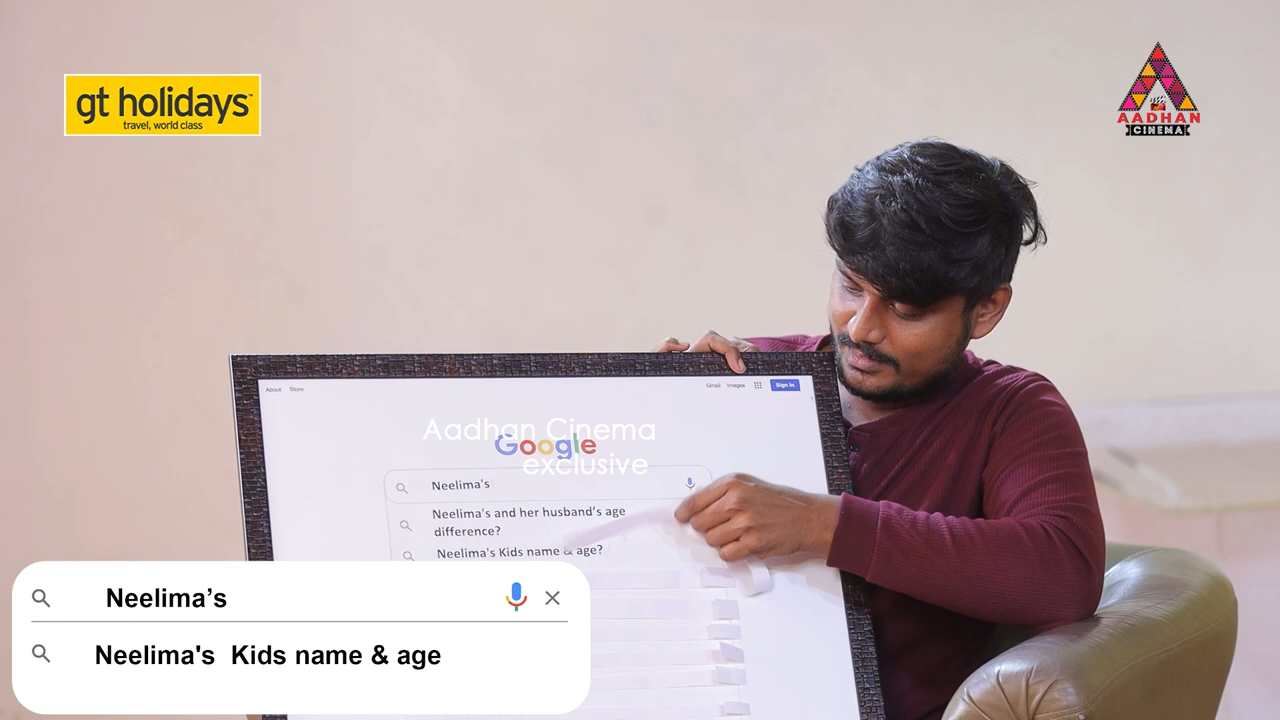 gt holidays™
travel, world class
AADHAN
CINEMA
About Store
Gmail Images Sign in
Aadhan Cinema
Google
exclusive
Neelima's
Neelima's and her husband's age
difference?
Neelima's Kids name & age?
Neelima's
Neelima's Kids name & age